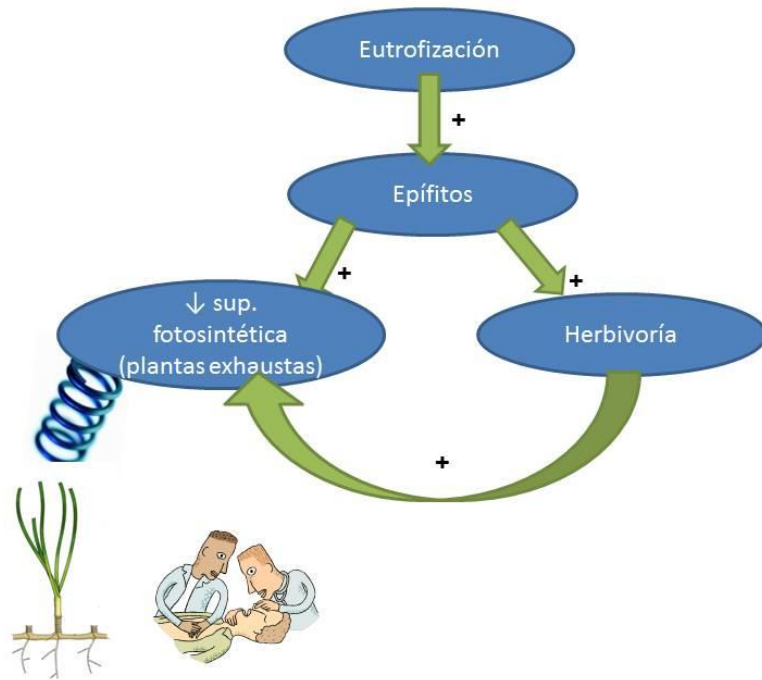 Eutrofización
+
Epífitos
+
+
↓ sup.
fotosintética
(plantas exhaustas)
Herbivoría
+